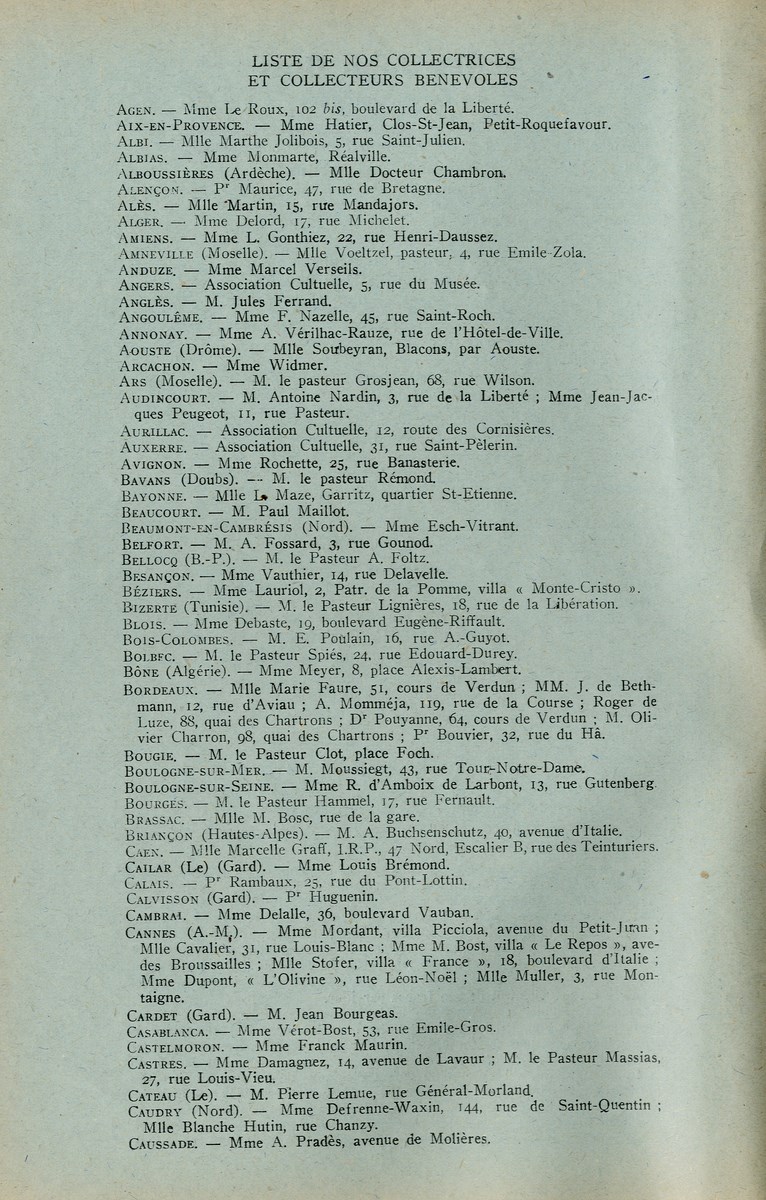 LISTE DE NOS COLLECTRICES
ET COLLECTEURS BENEVOLES
AGEN. — Mme Le Roux, 102 bis, boulevard de la Liberté.
AIX-EN-PROVENCE. — Mme Hatier, Clos-St-Jean, Petit-Roquefavour.
ALBI. — Mlle Marthe Jolibois, 5, rue Saint-Julien.
ALBIAS. — Mme Monmarte, Réalville.
ALBOUSSIÈRES (Ardèche). — Mlle Docteur Chambron.
ALENÇON. — Pr Maurice, 47, rue de Bretagne.
ALÈS. — Mlle Martin, 15, rue Mandajors.
ALGER. — Mme Delord, 17, rue Michelet.
AMIENS. — Mme L. Gonthiez, 22, rue Henri-Daussez.
AMNEVILLE (Moselle). — Mlle Voeltzel, pasteur, 4, rue Emile-Zola.
ANDUZE. — Mme Marcel Verseils.
ANGERS. — Association Cultuelle, 5, rue du Musée.
ANGLÈS. — M. Jules Ferrand.
ANGOULÊME. — Mme F. Nazelle, 45, rue Saint-Roch.
ANNONAY. — Mme A. Vérilhac-Rauze, rue de l'Hôtel-de-Ville.
AOUSTE (Drôme). — Mlle Soubeyran, Blacons, par Aouste.
ARCACHON. — Mme Widmer.
ARS (Moselle). — M. le pasteur Grosjean, 68, rue Wilson.
AUDINCOURT. — M. Antoine Nardin, 3, rue de la Liberté ; Mme Jean-Jac-
ques Peugeot, 11, rue Pasteur.
AURILLAC. — Association Cultuelle, 12, route des Cornisières.
AUXERRE. — Association Cultuelle, 31, rue Saint-Pèlerin.
AVIGNON. — Mme Rochette, 25, rue Banasterie.
BAVANS (Doubs). — M. le pasteur Rémond.
BAYONNE. — Mlle Maze, Garritz, quartier St-Etienne.
BEAUCOURT. — M. Paul Maillot.
BEAUMONT-EN-CAMBRÉSIS (Nord). — Mme Esch-Vitrant.
BELFORT. — M. A. Fossard, 3, rue Gounod.
BELLOCQ (B.-P.). — M. le Pasteur A. Foltz.
BESANÇON. — Mme Vauthier, 14, rue Delavelle.
BÉZIERS. — Mme Lauriol, 2, Patr. de la Pomme, villa « Monte-Cristo ».
BIZERTE (Tunisie). — M. le Pasteur Lignières, 18, rue de la Libération.
BLOIS. — Mme Debaste, 19, boulevard Eugène-Riffault.
BOIS-COLOMBES. — M. E. Poulain, 16, rue A.-Guyot.
BOLBEC. — M. le Pasteur Spiés, 24, rue Edouard-Durey.
BÔNE (Algérie). — Mme Meyer, 8, place Alexis-Lambert.
BORDEAUX. — Mlle Marie Faure, 51, cours de Verdun ; MM. J. de Beth-
mann, 12, rue d'Aviau ; A. Momméja, 119, rue de la Course ; Roger de
Luze, 88, quai des Chartrons ; Dr Pouyanne, 64, cours de Verdun ; M. Oli-
vier Charron, 98, quai des Chartrons ; Pr Bouvier, 32, rue du Hâ.
BOUGIE. — M. le Pasteur Clot, place Foch.
BOULOGNE-SUR-MER. — M. Moussiegt, 43, rue Tour-Notre-Dame.
BOULOGNE-SUR-SEINE. — Mme R. d'Amboix de Larbont, 13, rue Gutenberg
BOURGES. — M. le Pasteur Hammel, 17, rue Fernault.
BRASSAC. — Mlle M. Bosc, rue de la gare.
BRIANÇON (Hautes-Alpes). — M. A. Buchsenschutz, 40, avenue d'Italie.
CAEN. — Mlle Marcelle Graff, I.R.P., 47 Nord, Escalier B, rue des Teinturiers.
CAILAR (Le) (Gard). — Mme Louis Brémond.
CALAIS. — Pr Rambaux, 25, rue du Pont-Lottin.
CALVISSON (Gard). — Pr Huguenin.
CAMBRAI. — Mme Delalle, 36, boulevard Vauban.
CANNES (A.-M.). — Mme Mordant, villa Picciola, avenue du Petit-Juan ;
Mlle Cavalier, 31, rue Louis-Blanc ; Mme M. Bost, villa « Le Repos », ave-
des Broussailles ; Mlle Stofer, villa « France », 18, boulevard d'Italie ;
Mme Dupont, « L'Olivine », rue Léon-Noël ; Mlle Muller, 3, rue Mon-
taigne.
CARDET (Gard). — M. Jean Bourgeas.
CASABLANCA. — Mme Vérot-Bost, 53, rue Emile-Gros.
CASTELMORON. — Mme Franck Maurin.
CASTRES. — Mme Damagnez, 14, avenue de Lavaur ; M. le Pasteur Massias,
27, rue Louis-Vieu.
CATEAU (Le). — M. Pierre Lemue, rue Général-Morland.
CAUDRY (Nord). — Mme Defrenne-Waxin, 144, rue de Saint-Quentin ;
Mlle Blanche Hutin, rue Chanzy.
CAUSSADE. — Mme A. Pradès, avenue de Molières.